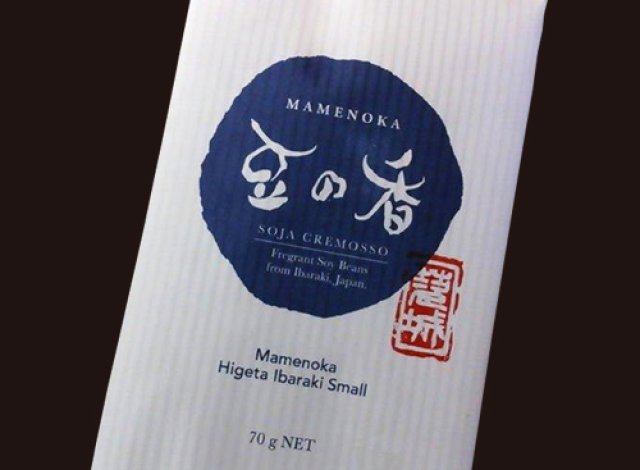 MAMENOKA
豆の香
SOJA CREMOSSO
Fregrant Soy Beans
from Ibaraki, Japan.
Mamenoka
Higeta Ibaraki Small
70 g NET